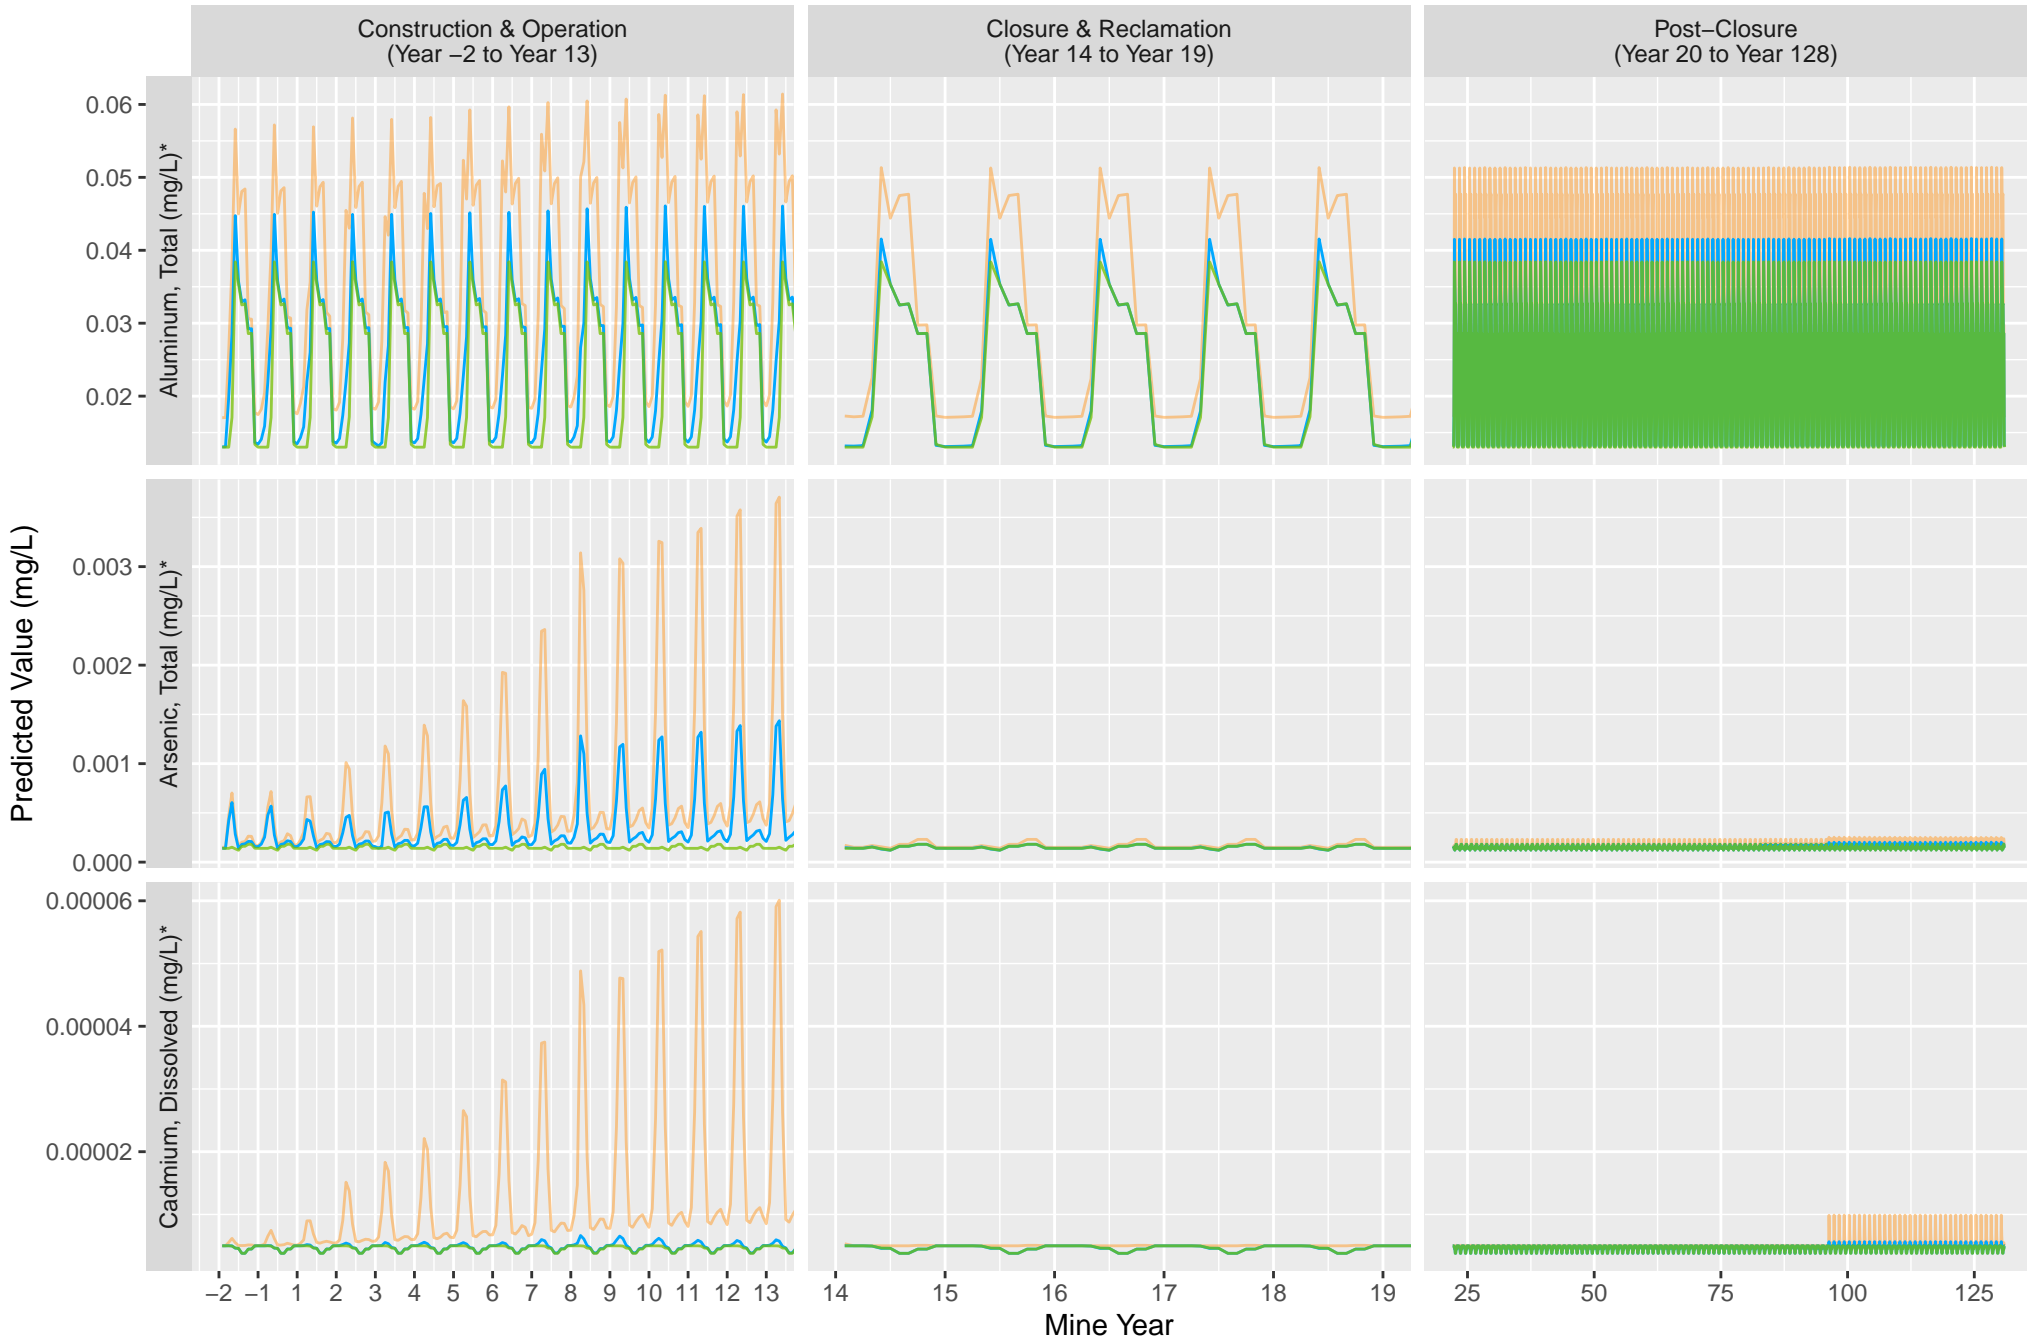 Construction & Operation
(Year −2 to Year 13)
Closure & Reclamation
(Year 14 to Year 19)
Post−Closure
(Year 20 to Year 128)
Predicted Value (mg/L)
Aluminum, Total (mg/L)*
0.06
0.05
0.04
0.03
0.02
Arsenic, Total (mg/L)*
0.003
0.002
0.001
0.000
Cadmium, Dissolved (mg/L)*
0.00006
0.00004
0.00002
−2 −1 1 2 3 4 5 6 7 8 9 10 11 12 13
14 15 16 17 18 19
25 50 75 100 125
Mine Year